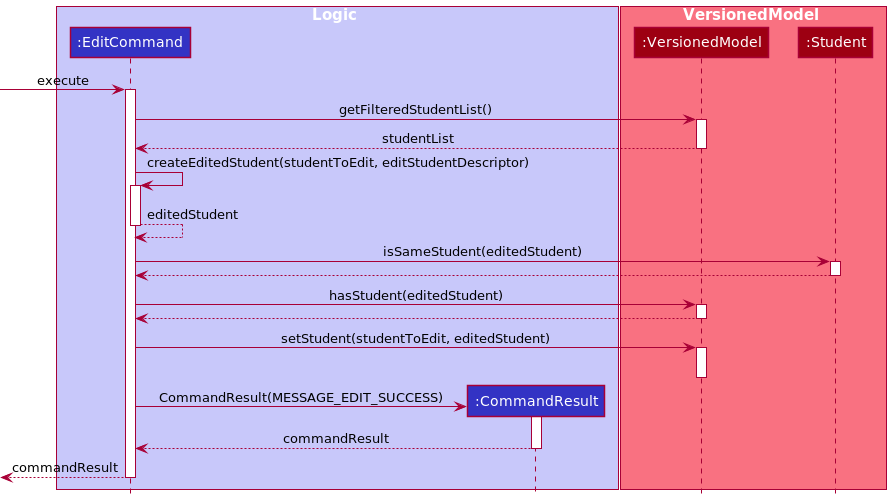 Logic
VersionedModel
:EditCommand
:VersionedModel
:Student
execute
getFilteredStudentList()
studentList
createEditedStudent(studentToEdit, editStudentDescriptor)
editedStudent
isSameStudent(editedStudent)
hasStudent(editedStudent)
setStudent(studentToEdit, editedStudent)
CommandResult(MESSAGE_EDIT_SUCCESS)
:CommandResult
commandResult
commandResult